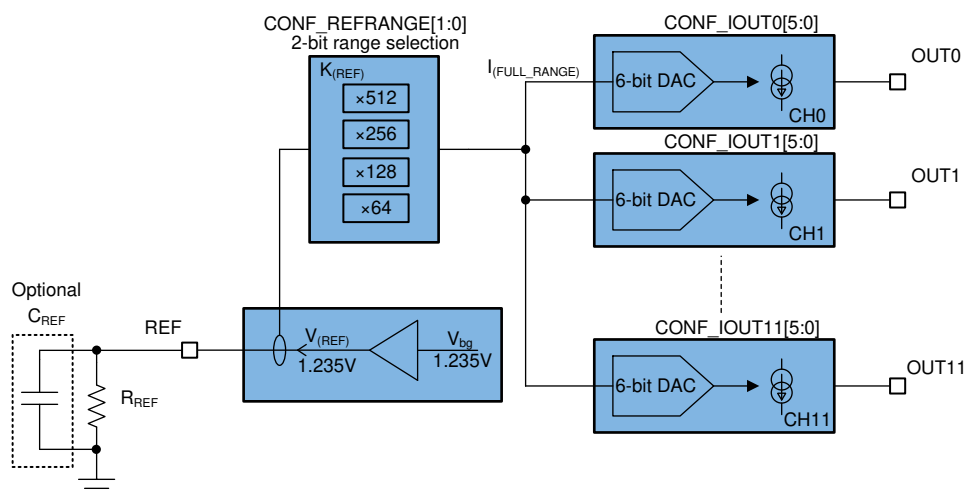 CONF_REFRANGE[1:0]
2-bit range selection
K(REF)
×512
×256
×128
×64
I(FULL_RANGE)
CONF_IOUT0[5:0]
6-bit DAC
CH0
OUT0
CONF_IOUT1[5:0]
6-bit DAC
CH1
OUT1
CONF_IOUT11[5:0]
6-bit DAC
CH11
OUT11
Optional
CREF
RREF
REF
V(REF)
1.235V
Vbg
1.235V